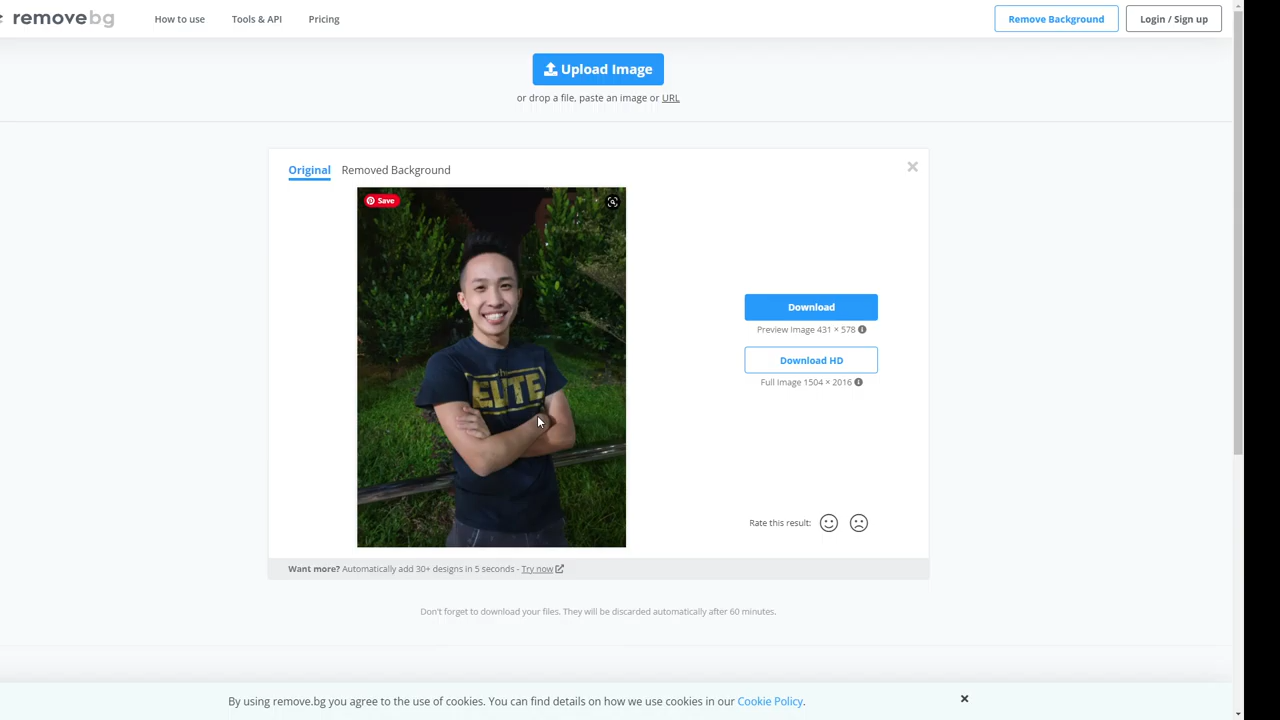 removebg
How to use
Tools & API
Pricing
Remove Background
Login / Sign up
Upload Image
or drop a file, paste an image or URL
Original
Removed Background
Save
ELITE
Download
Preview Image 431 × 578
Download HD
Full Image 1504 × 2016
Rate this result:
Want more? Automatically add 30+ designs in 5 seconds - Try now
Don't forget to download your files. They will be discarded automatically after 60 minutes.
By using remove.bg you agree to the use of cookies. You can find details on how we use cookies in our Cookie Policy.